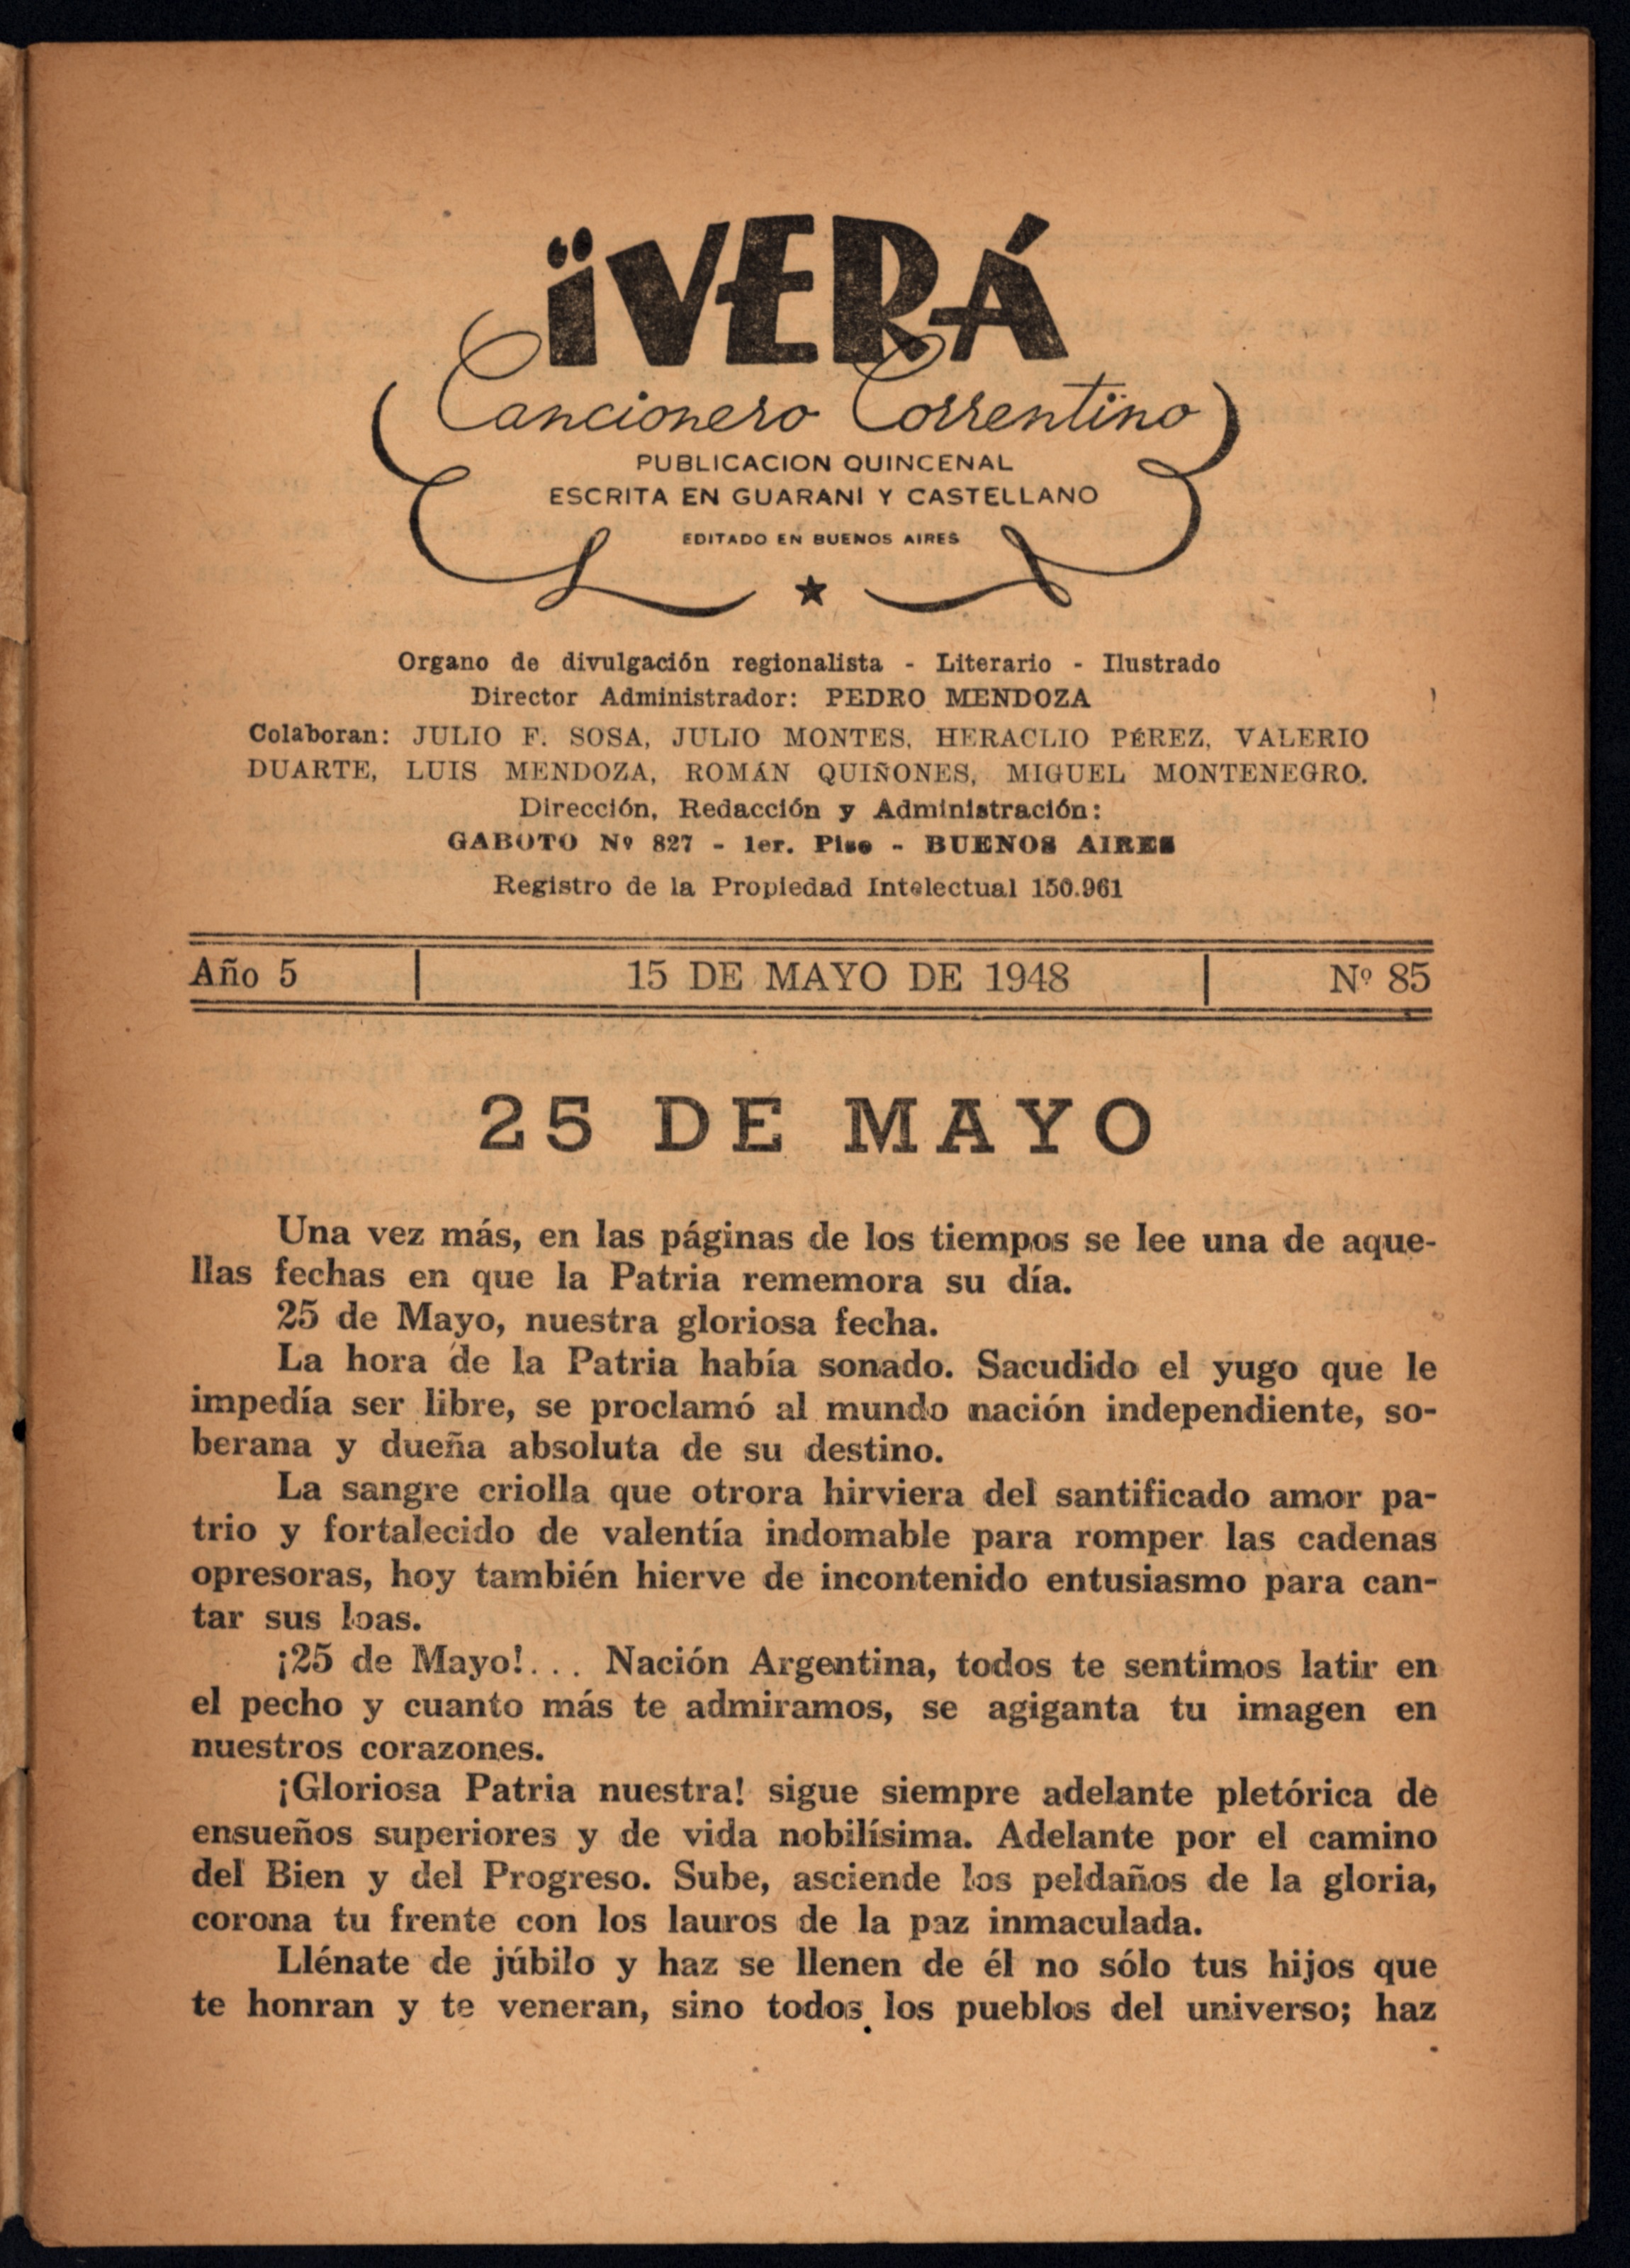 ïVERÁ
Cancionero Correntino
PUBLICACION QUINCENAL
ESCRITA EN GUARANI Y CASTELLANO
EDITADO EN BUENOS AIRES
Organo de divulgación regionalista - Literario - Ilustrado
Director Administrador: PEDRO MENDOZA
Colaboran: JULIO F. SOSA, JULIO MONTES, HERACLIO PÉREZ, VALERIO
DUARTE, LUIS MENDOZA, ROMÁN QUIÑONES, MIGUEL MONTENEGRO.
Dirección, Redacción y Administración:
GABOTO Nº 827 - 1er. Piso - BUENOS AIRES
Registro de la Propiedad Intelectual 150.961
Año 5 | 15 DE MAYO DE 1948 | Nº 85
25 DE MAYO
Una vez más, en las páginas de los tiempos se lee una de aque-
llas fechas en que la Patria rememora su día.
25 de Mayo, nuestra gloriosa fecha.
La hora de la Patria había sonado. Sacudido el yugo que le
impedía ser libre, se proclamó al mundo nación independiente, so-
berana y dueña absoluta de su destino.
La sangre criolla que otrora hirviera del santificado amor pa-
trio y fortalecido de valentía indomable para romper las cadenas
opresoras, hoy también hierve de incontenido entusiasmo para can-
tar sus loas.
¡25 de Mayo!... Nación Argentina, todos te sentimos latir en
el pecho y cuanto más te admiramos, se agiganta tu imagen en
nuestros corazones.
¡Gloriosa Patria nuestra! sigue siempre adelante pletórica de
ensueños superiores y de vida nobilísima. Adelante por el camino
del Bien y del Progreso. Sube, asciende los peldaños de la gloria,
corona tu frente con los lauros de la paz inmaculada.
Llénate de júbilo y haz se llenen de él no sólo tus hijos que
te honran y te veneran, sino todos los pueblos del universo; haz